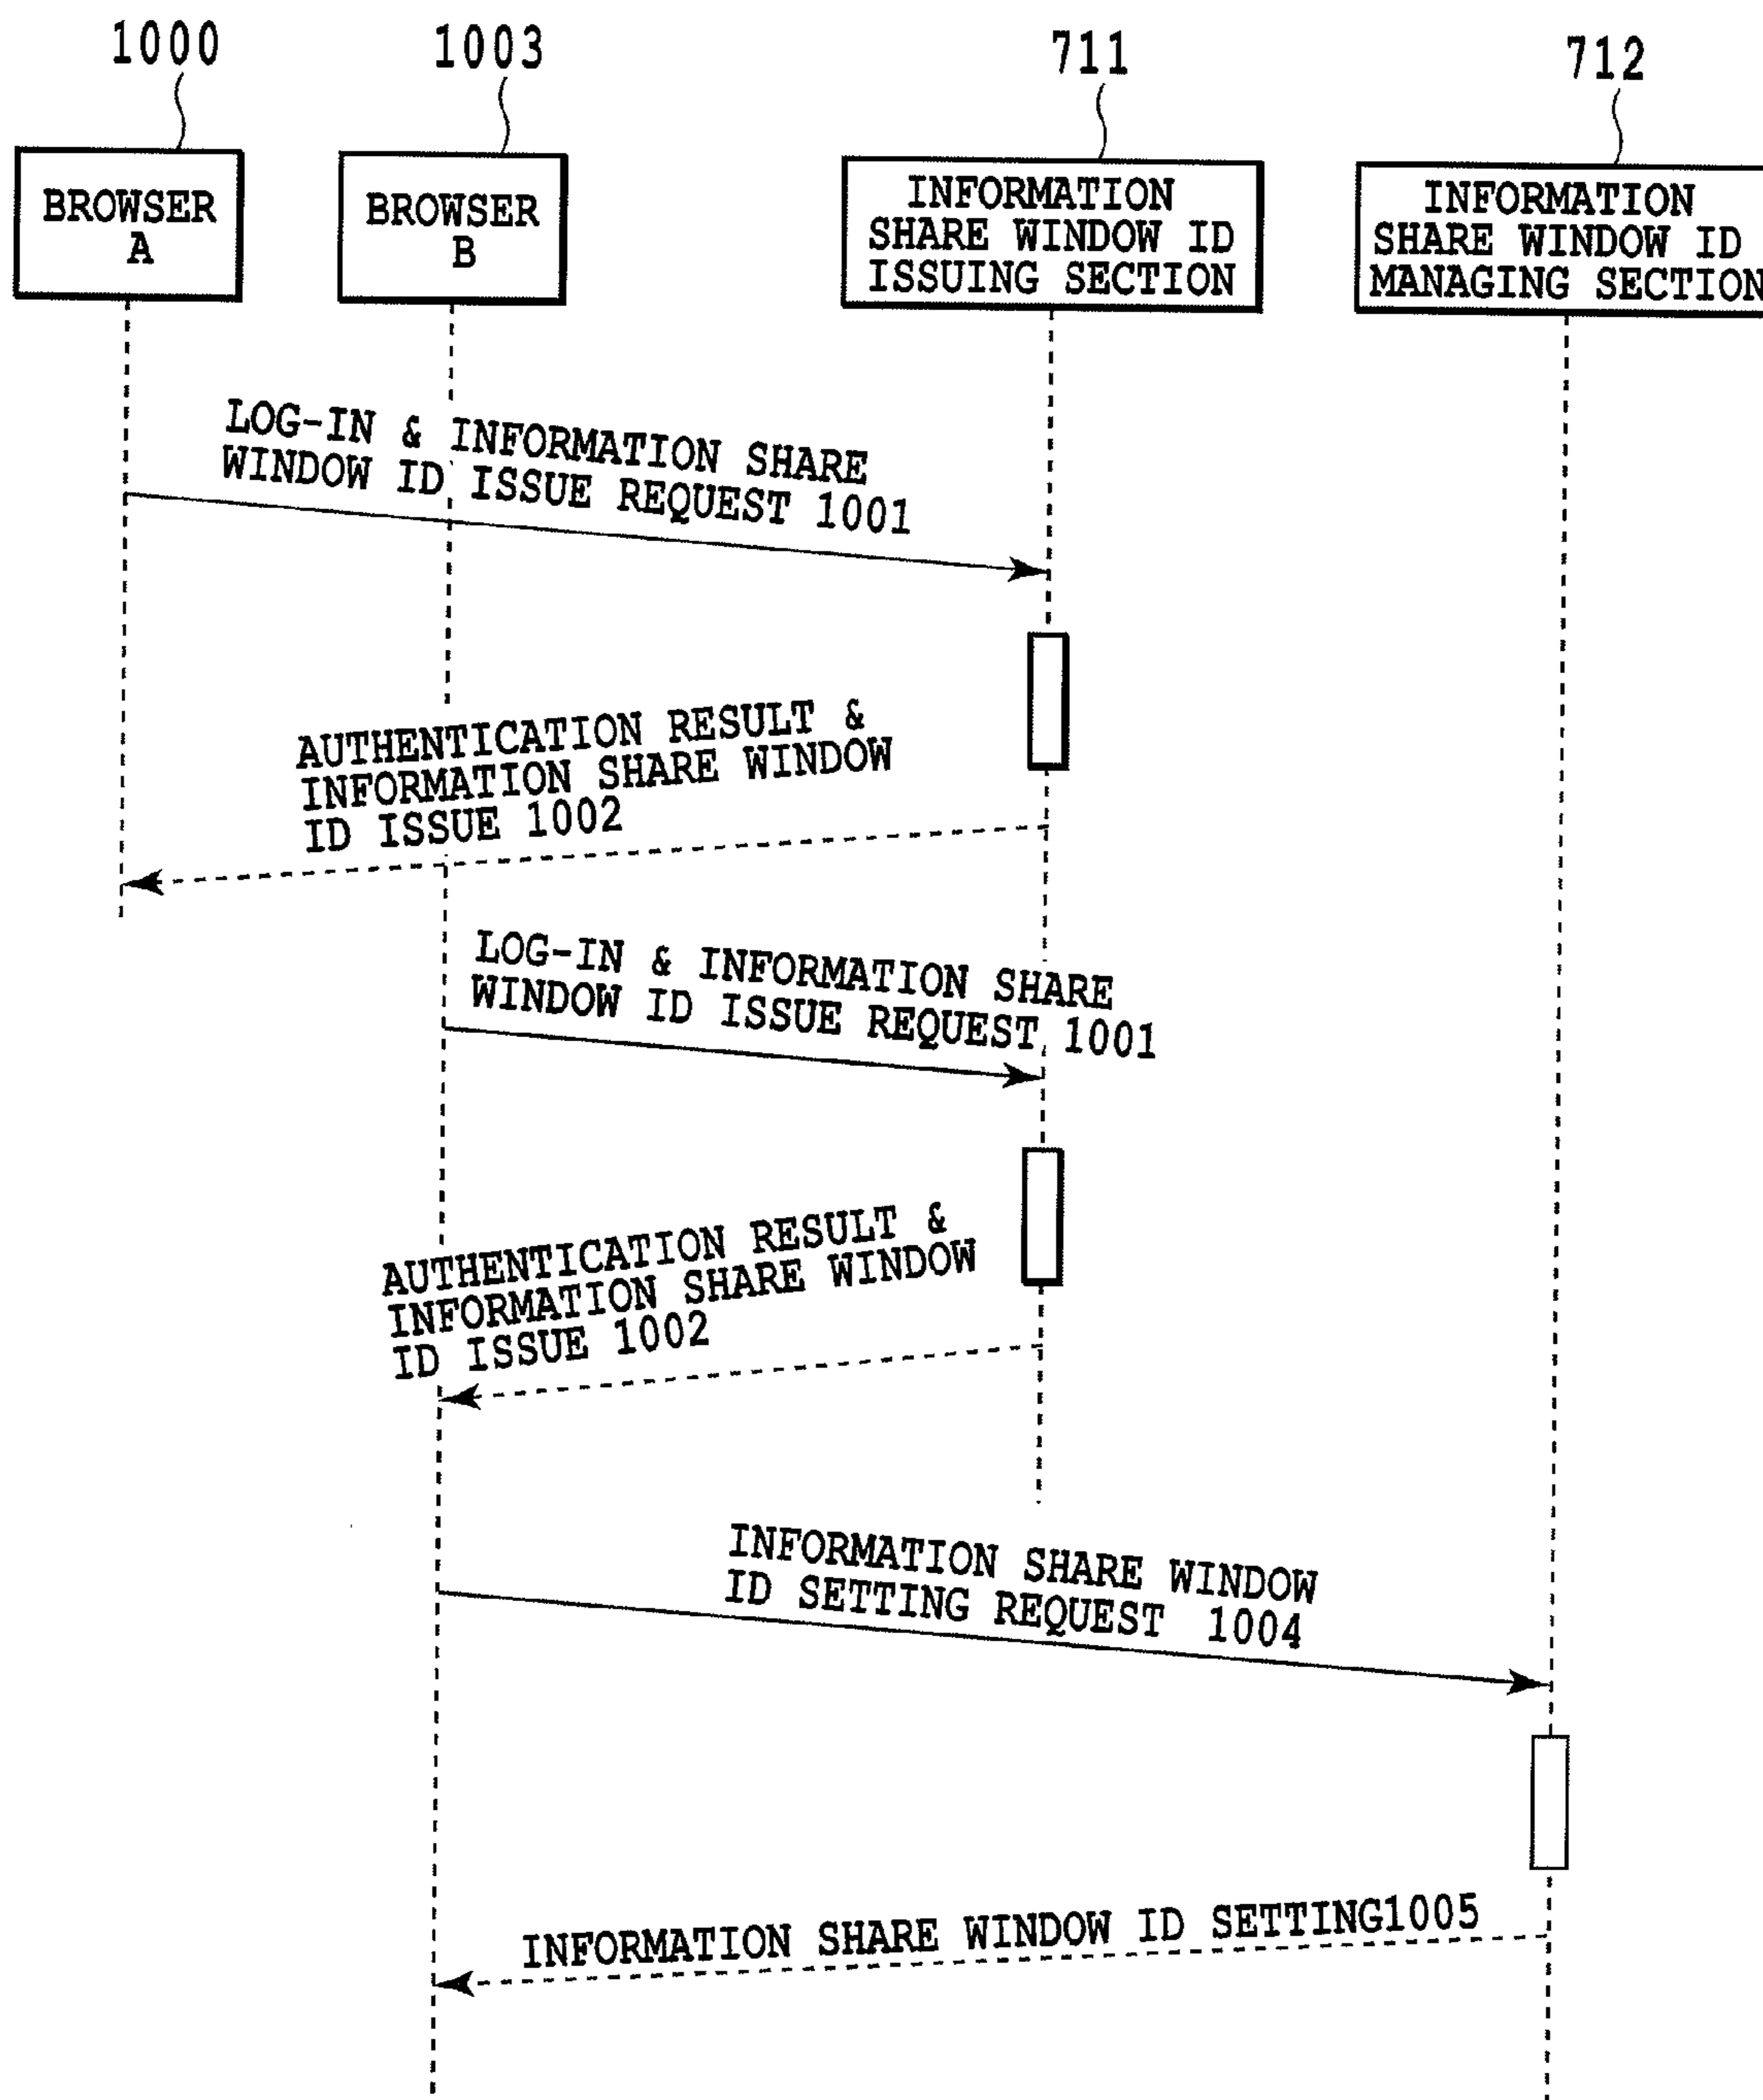 1000
1003
711
712
BROWSER
A
BROWSER
B
INFORMATION
SHARE WINDOW ID
ISSUING SECTION
INFORMATION
SHARE WINDOW ID
MANAGING SECTION
LOG-IN & INFORMATION SHARE
WINDOW ID ISSUE REQUEST 1001
AUTHENTICATION RESULT &
INFORMATION SHARE WINDOW
ID ISSUE 1002
LOG-IN & INFORMATION SHARE
WINDOW ID ISSUE REQUEST 1001
AUTHENTICATION RESULT &
INFORMATION SHARE WINDOW
ID ISSUE 1002
INFORMATION SHARE WINDOW
ID SETTING REQUEST 1004
INFORMATION SHARE WINDOW ID SETTING1005